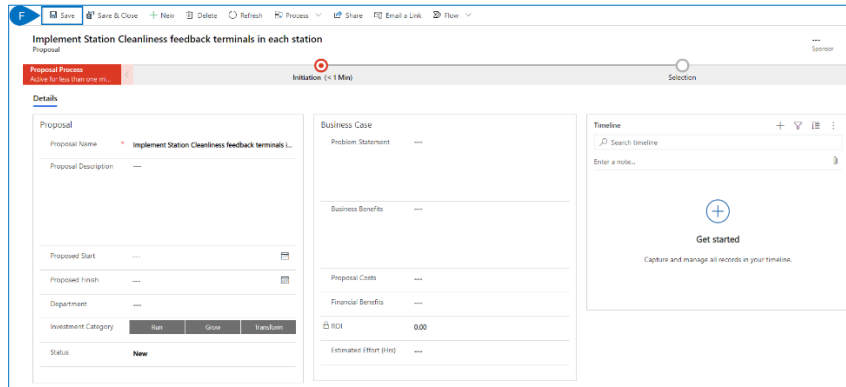 F Save Save & Close New Delete Refresh Process Share Email a Link Flow
Implement Station Cleanliness feedback terminals in each station
Proposal
---
Sponsor
Proposal Process
Active for less than one mi...
Initiation (< 1 Min)
Selection
Details
Proposal
Proposal Name * Implement Station Cleanliness feedback terminals i...
Proposal Description ---
Proposed Start ---
Proposed Finish ---
Department ---
Investment Category Run Grow Transform
Status New
Business Case
Problem Statement ---
Business Benefits ---
Proposal Costs ---
Financial Benefits ---
ROI 0.00
Estimated Effort (Hrs) ---
Timeline
Search timeline
Enter a note...
Get started
Capture and manage all records in your timeline.